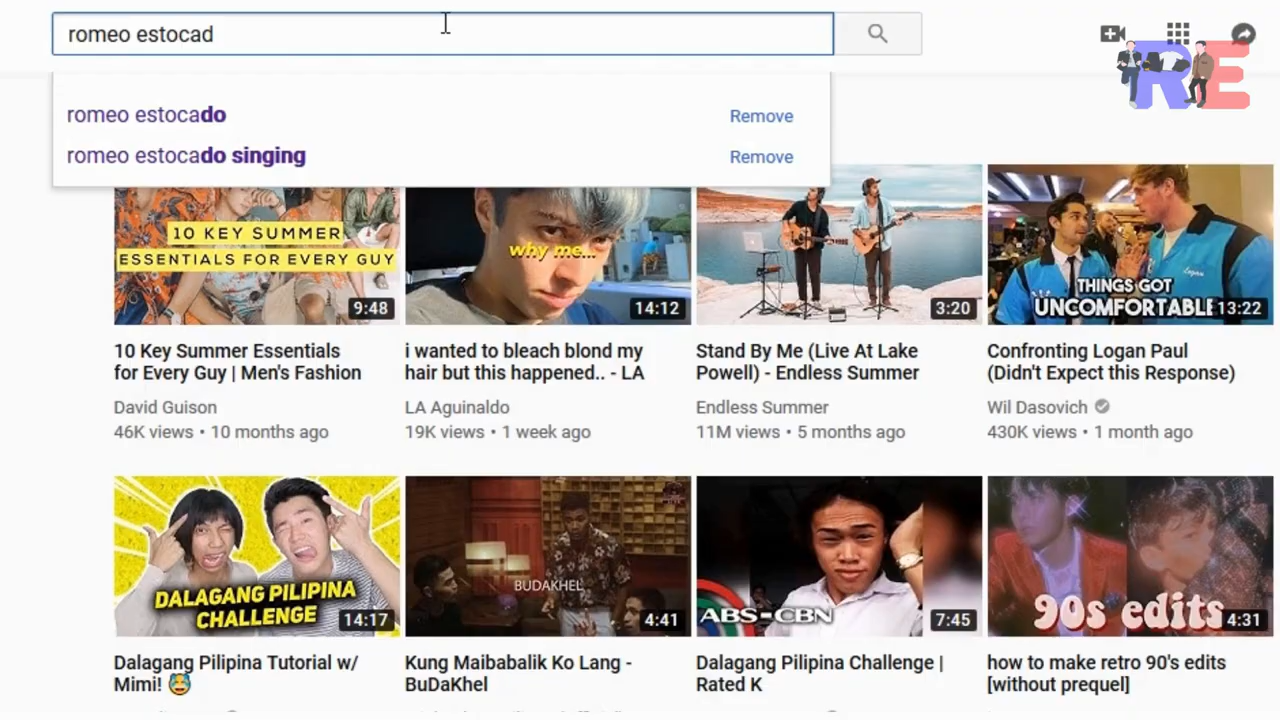 romeo estocad
romeo estocado
Remove
romeo estocado singing
Remove
RE
10 KEY SUMMER
ESSENTIALS FOR EVERY GUY
9:48
why me...
14:12
3:20
Logan
THINGS GOT
UNCOMFORTABLE
13:22
10 Key Summer Essentials
for Every Guy | Men's Fashion
David Guison
46K views • 10 months ago
i wanted to bleach blond my
hair but this happened.. - LA
LA Aguinaldo
19K views • 1 week ago
Stand By Me (Live At Lake
Powell) - Endless Summer
Endless Summer
11M views • 5 months ago
Confronting Logan Paul
(Didn't Expect this Response)
Wil Dasovich
430K views • 1 month ago
DALAGANG PILIPINA
CHALLENGE
14:17
BUDAKHEL
4:41
ABS-CBN
7:45
90s edits
4:31
Dalagang Pilipina Tutorial w/
Mimi! 😰
Kung Maibabalik Ko Lang -
BuDaKhel
Dalagang Pilipina Challenge |
Rated K
how to make retro 90's edits
[without prequel]